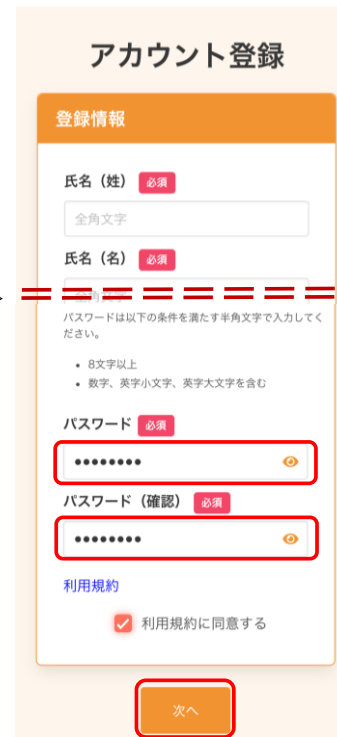 アカウント登録
登録情報
氏名（姓） 必須
全角文字
氏名（名） 必須
全角文字
パスワードは以下の条件を満たす半角文字で入力してく
ださい。
• 8文字以上
• 数字、英字小文字、英字大文字を含む
パスワード 必須
••••••••
パスワード（確認） 必須
••••••••
利用規約
利用規約に同意する
次へ